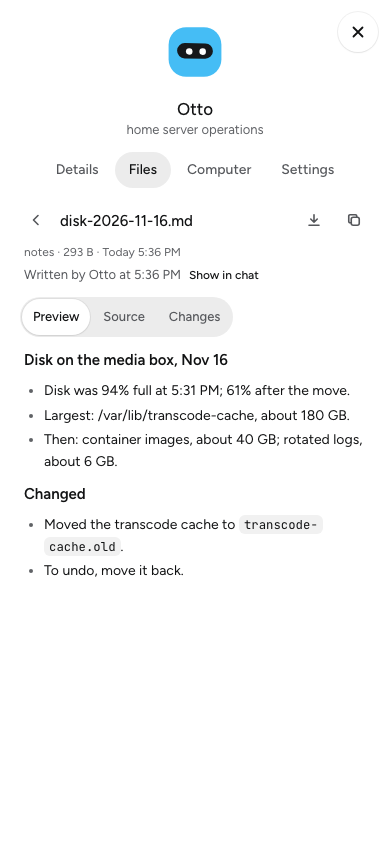 Otto
home server operations
Details Files Computer Settings
disk-2026-11-16.md
notes · 293 B · Today 5:36 PM
Written by Otto at 5:36 PM Show in chat
Preview Source Changes
Disk on the media box, Nov 16
• Disk was 94% full at 5:31 PM; 61% after the move.
• Largest: /var/lib/transcode-cache, about 180 GB.
• Then: container images, about 40 GB; rotated logs,
about 6 GB.
Changed
• Moved the transcode cache to transcode-
cache.old.
• To undo, move it back.